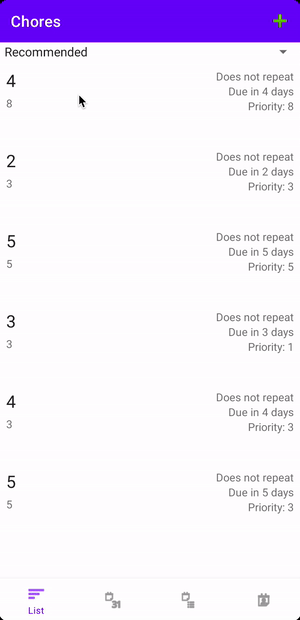 Chores
+
Recommended
4
Does not repeat
Due in 4 days
8
Priority: 8
2
Does not repeat
Due in 2 days
3
Priority: 3
5
Does not repeat
Due in 5 days
5
Priority: 5
3
Does not repeat
Due in 3 days
3
Priority: 1
4
Does not repeat
Due in 4 days
3
Priority: 3
5
Does not repeat
Due in 5 days
5
Priority: 3
31
List